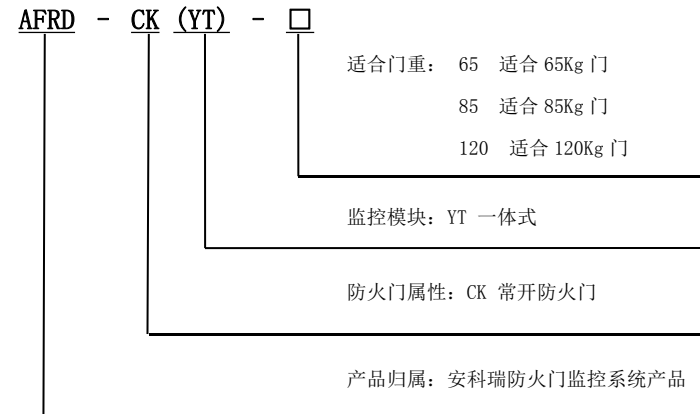 AFRD - CK (YT) - □
适合门重: 65 适合 65Kg 门
85 适合 85Kg 门
120 适合 120Kg 门
监控模块: YT 一体式
防火门属性: CK 常开防火门
产品归属: 安科瑞防火门监控系统产品